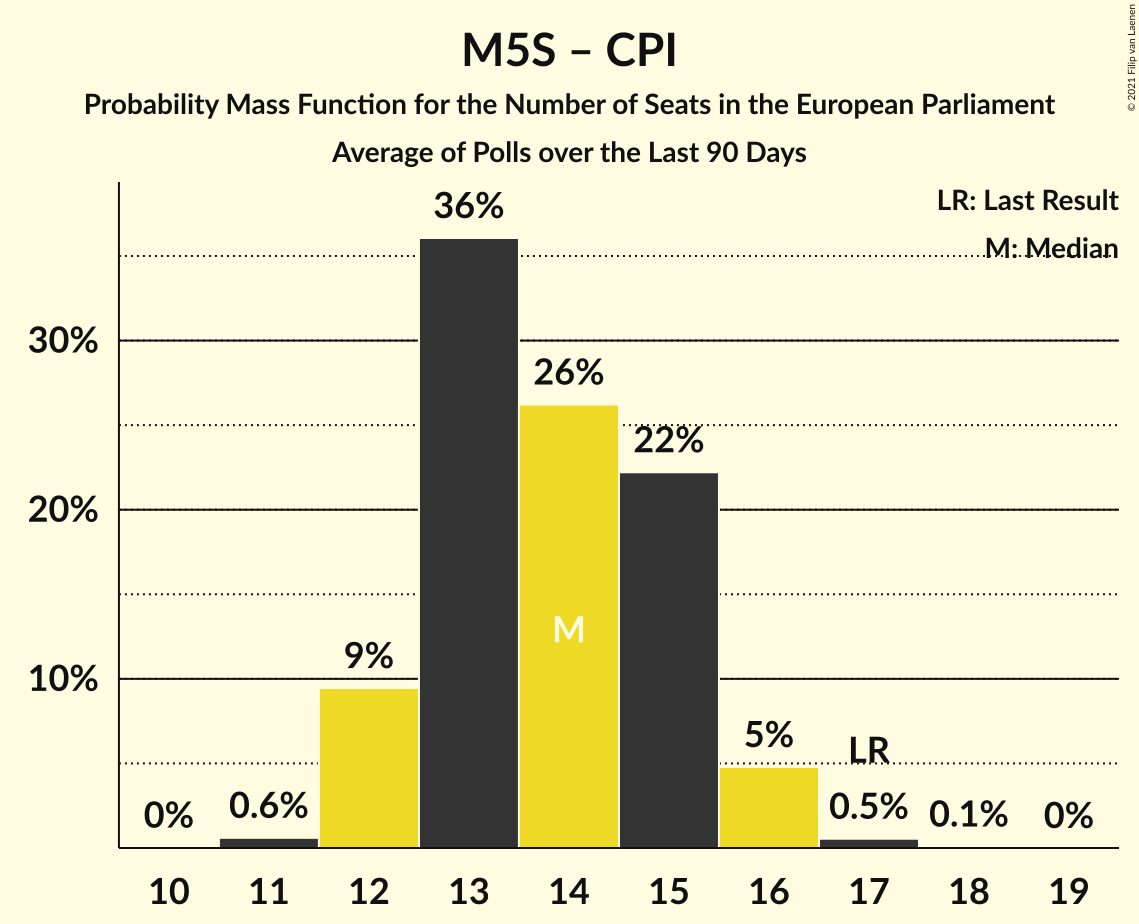 M5S – CPI
Probability Mass Function for the Number of Seats in the European Parliament
Average of Polls over the Last 90 Days
© 2021 Filip van Laenen
LR: Last Result
M: Median
36%
30%
26%
22%
20%
M
10%
9%
5%
LR
0%
0.6%
0.5%
0.1%
0%
10 11 12 13 14 15 16 17 18 19